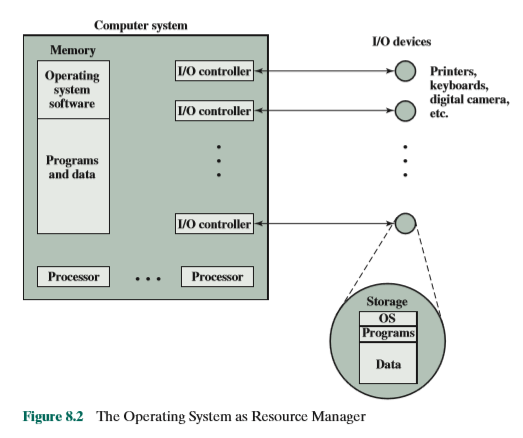 Computer system
Memory
Operating
system
software
Programs
and data
I/O controller
I/O controller
I/O controller
Processor
Processor
I/O devices
Printers,
keyboards,
digital camera,
etc.
Storage
OS
Programs
Data
Figure 8.2 The Operating System as Resource Manager